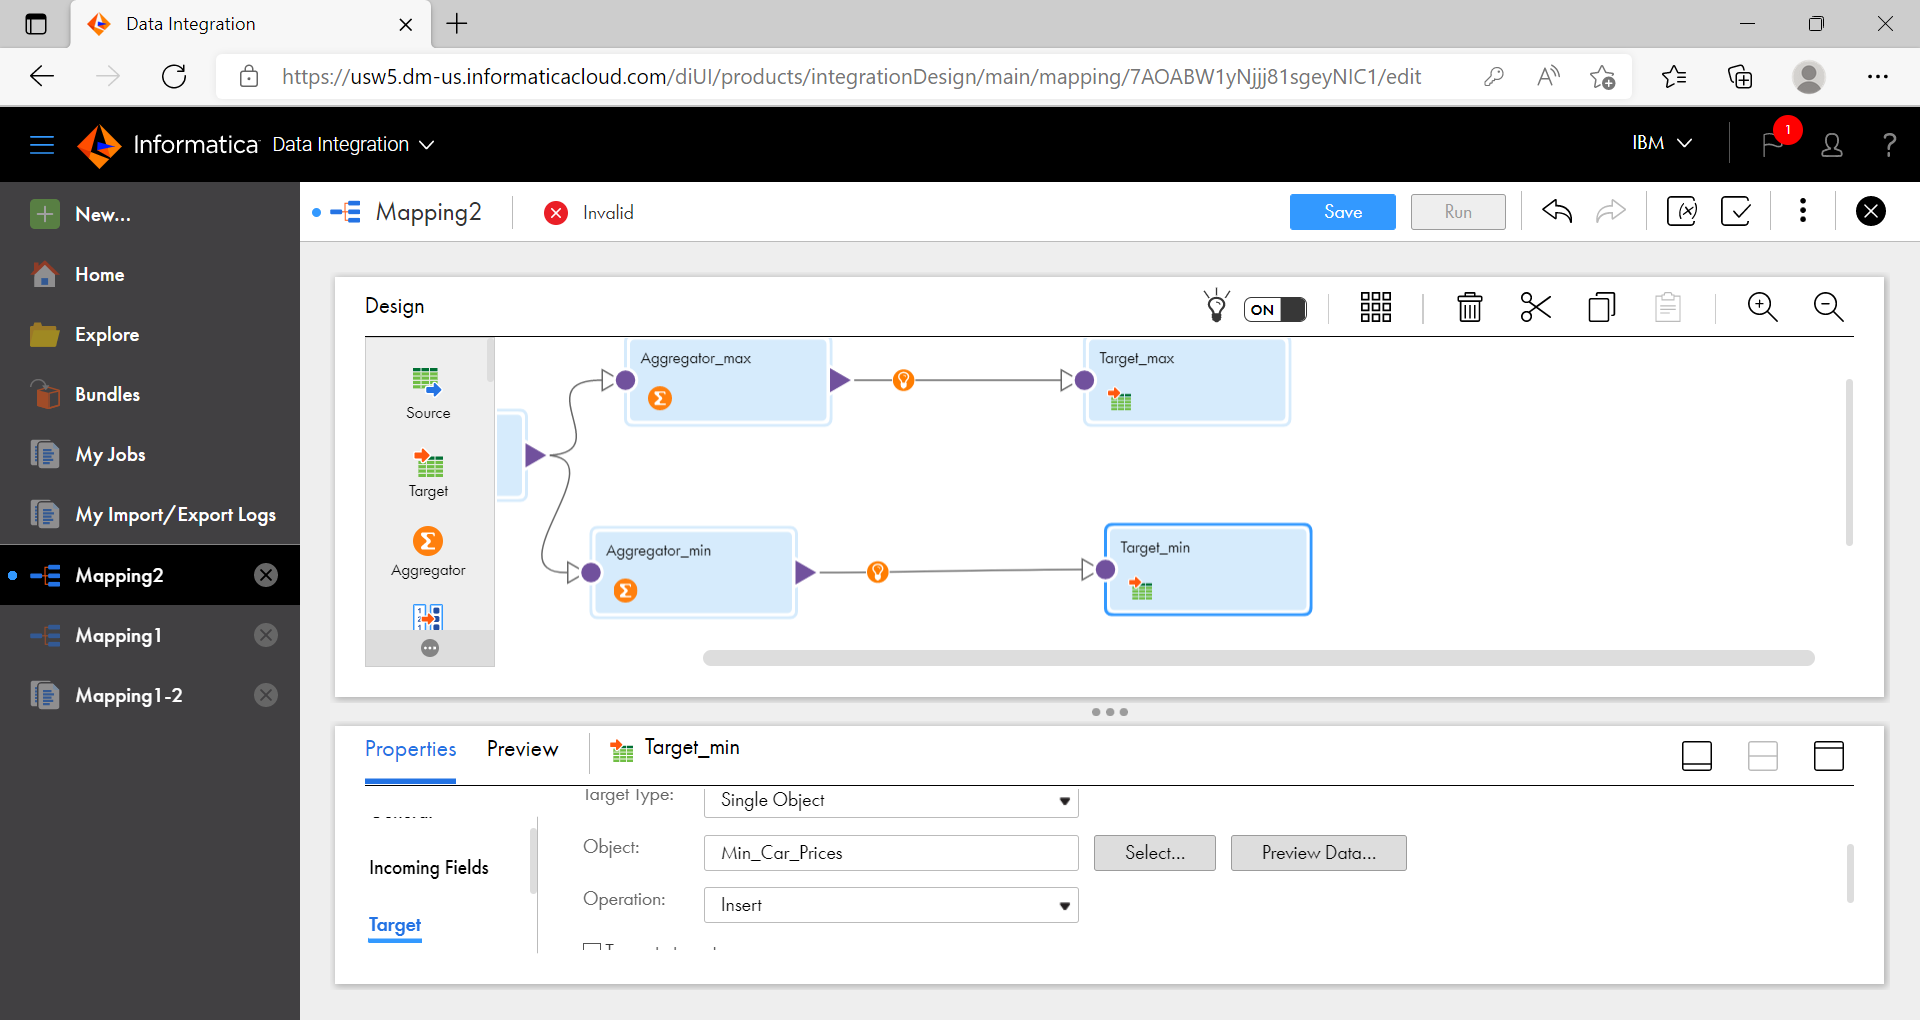 Data Integration
https://usw5.dm-us.informaticacloud.com/diUI/products/integrationDesign/main/mapping/7AOABW1yNjjj81sgeyNIC1/edit
Informatica Data Integration
IBM
1
?
New...
Home
Explore
Bundles
My Jobs
My Import/Export Logs
Mapping2
Mapping1
Mapping1-2
Mapping2
Invalid
Save
Run
Design
ON
Source
Target
Aggregator
Aggregator_max
Target_max
Aggregator_min
Target_min
Properties
Preview
Target_min
Incoming Fields
Target
Target Type:
Single Object
Object:
Min_Car_Prices
Select...
Preview Data...
Operation:
Insert